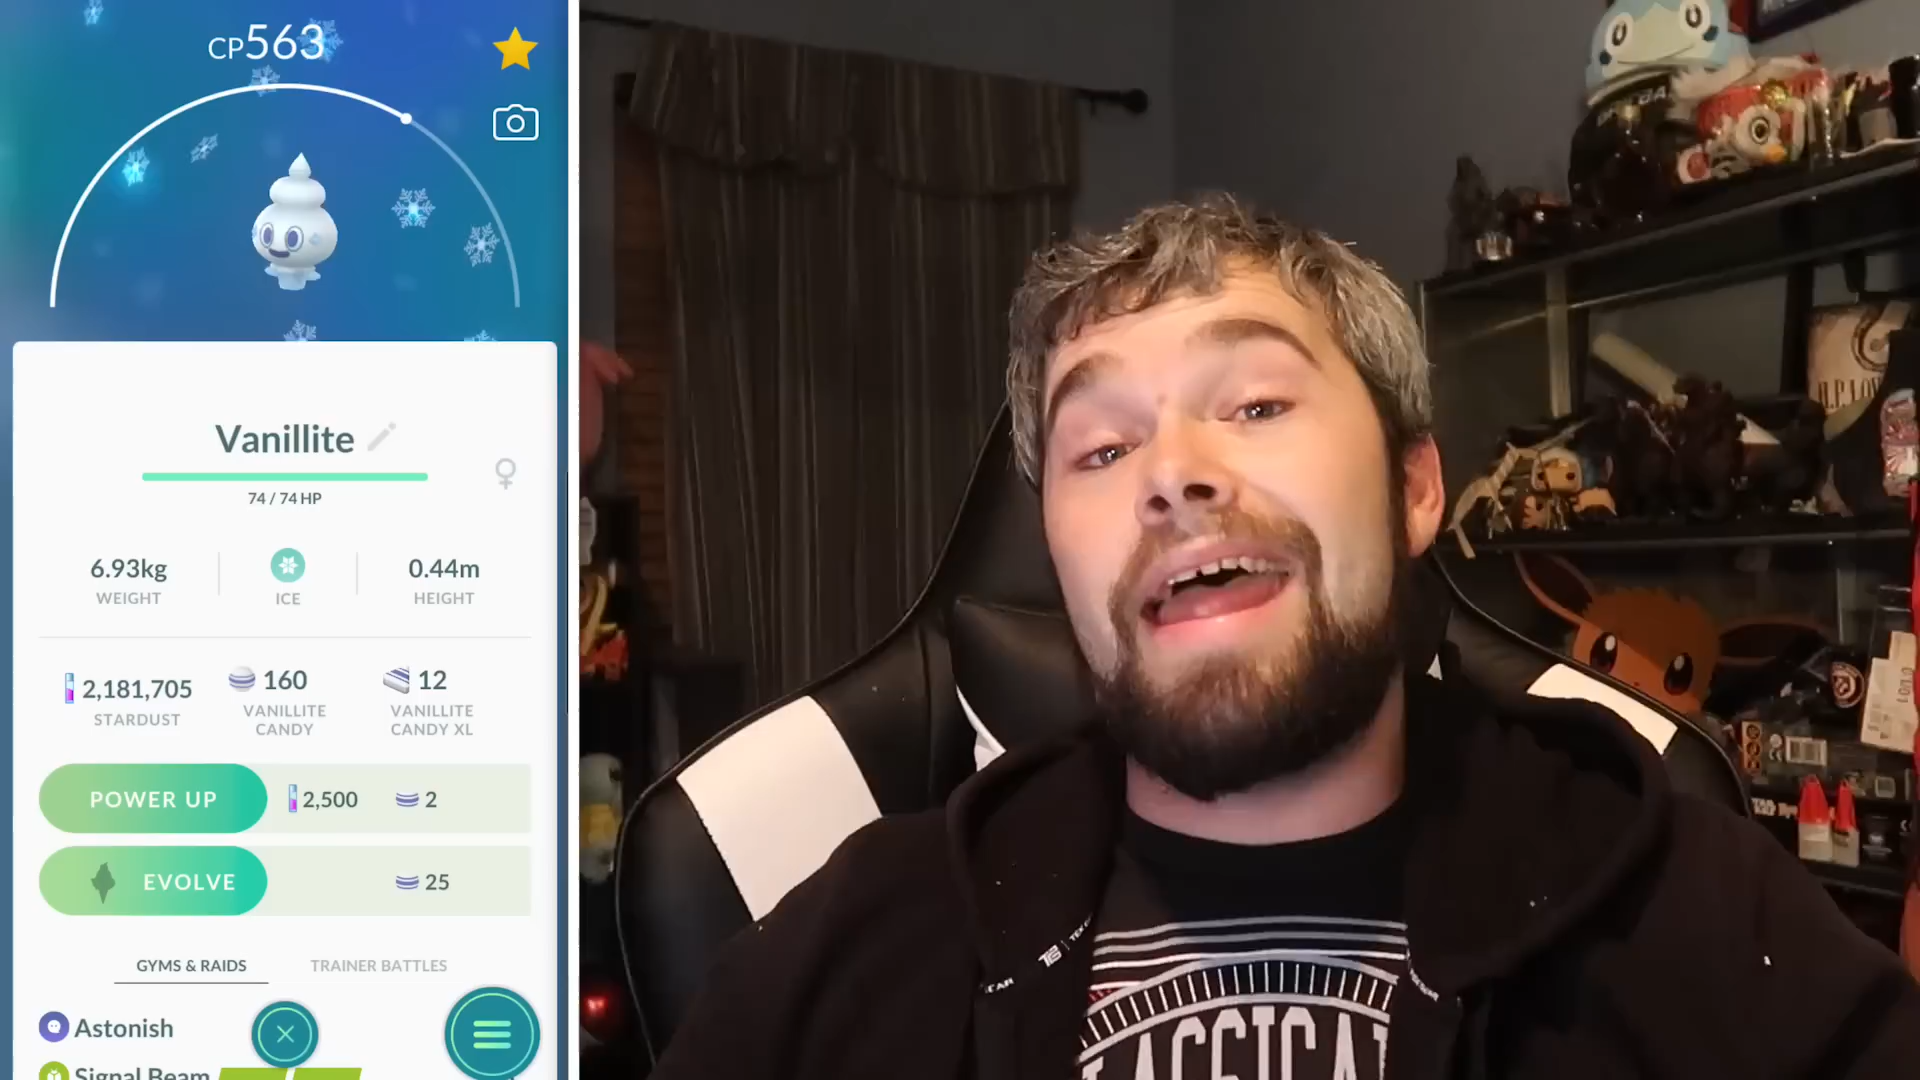 CP563
Vanillite
74 / 74 HP
6.93kg
WEIGHT
ICE
0.44m
HEIGHT
2,181,705
STARDUST
160
VANILLITE
CANDY
12
VANILLITE
CANDY XL
POWER UP
2,500
2
EVOLVE
25
GYMS & RAIDS
TRAINER BATTLES
Astonish
Signal Beam